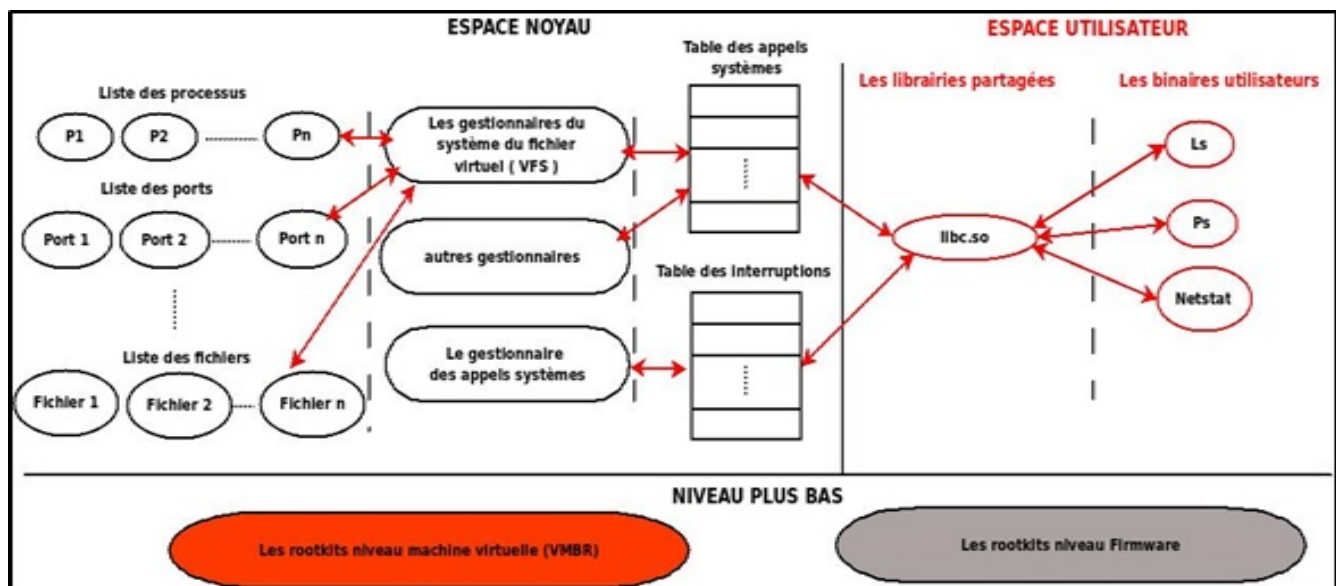 ESPACE NOYAU
ESPACE UTILISATEUR
Table des appels
systèmes
Les librairies partagées
Les binaires utilisateurs
Liste des processus
P1
P2
Pn
Les gestionnaires du
système du fichier
virtuel ( VFS )
Ls
Liste des ports
Port 1
Port 2
Port n
autres gestionnaires
libc.so
Ps
Table des interruptions
Netstat
Liste des fichiers
Fichier 1
Fichier 2
Fichier n
Le gestionnaire
des appels systèmes
NIVEAU PLUS BAS
Les rootkits niveau machine virtuelle (VMBR)
Les rootkits niveau Firmware